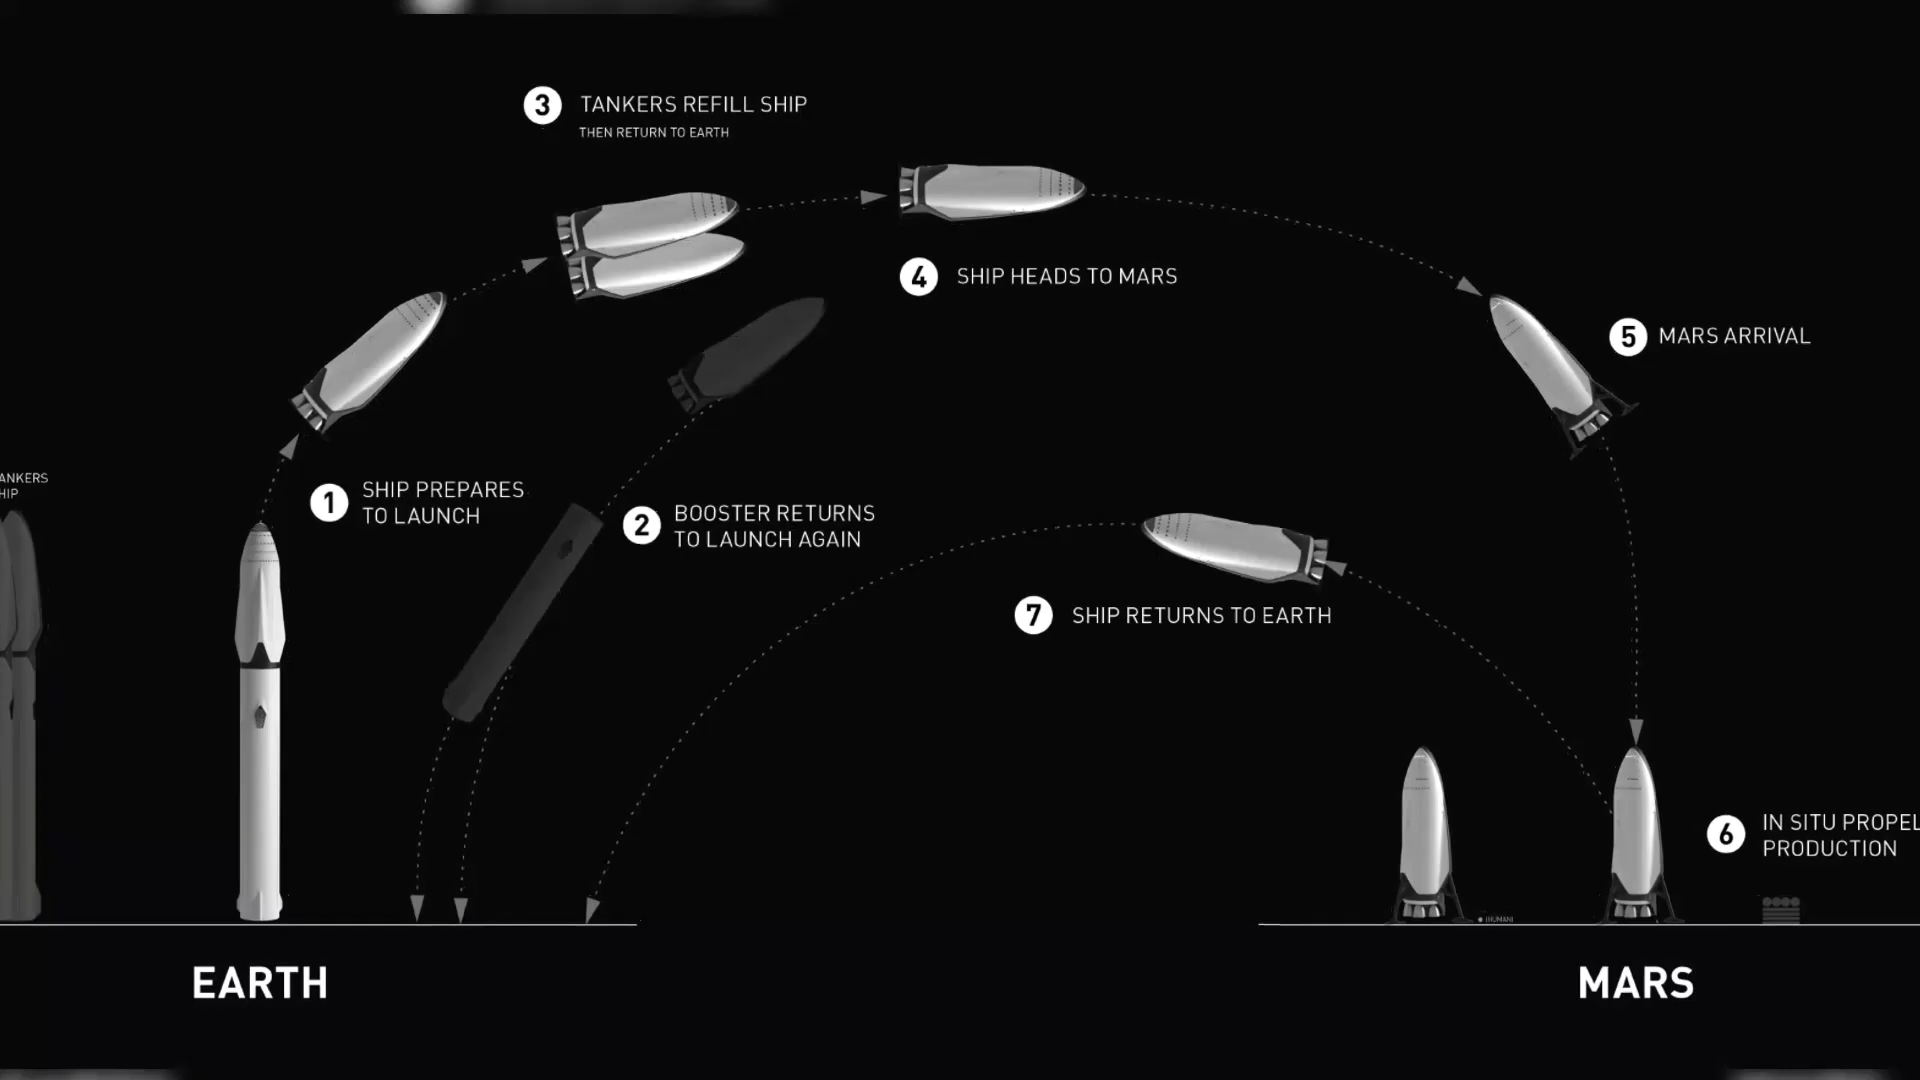 3 TANKERS REFILL SHIP
THEN RETURN TO EARTH
4 SHIP HEADS TO MARS
5 MARS ARRIVAL
ANKERS
HIP
1 SHIP PREPARES
TO LAUNCH
2 BOOSTER RETURNS
TO LAUNCH AGAIN
7 SHIP RETURNS TO EARTH
6 IN SITU PROPEL
PRODUCTION
(HUMAN)
EARTH
MARS